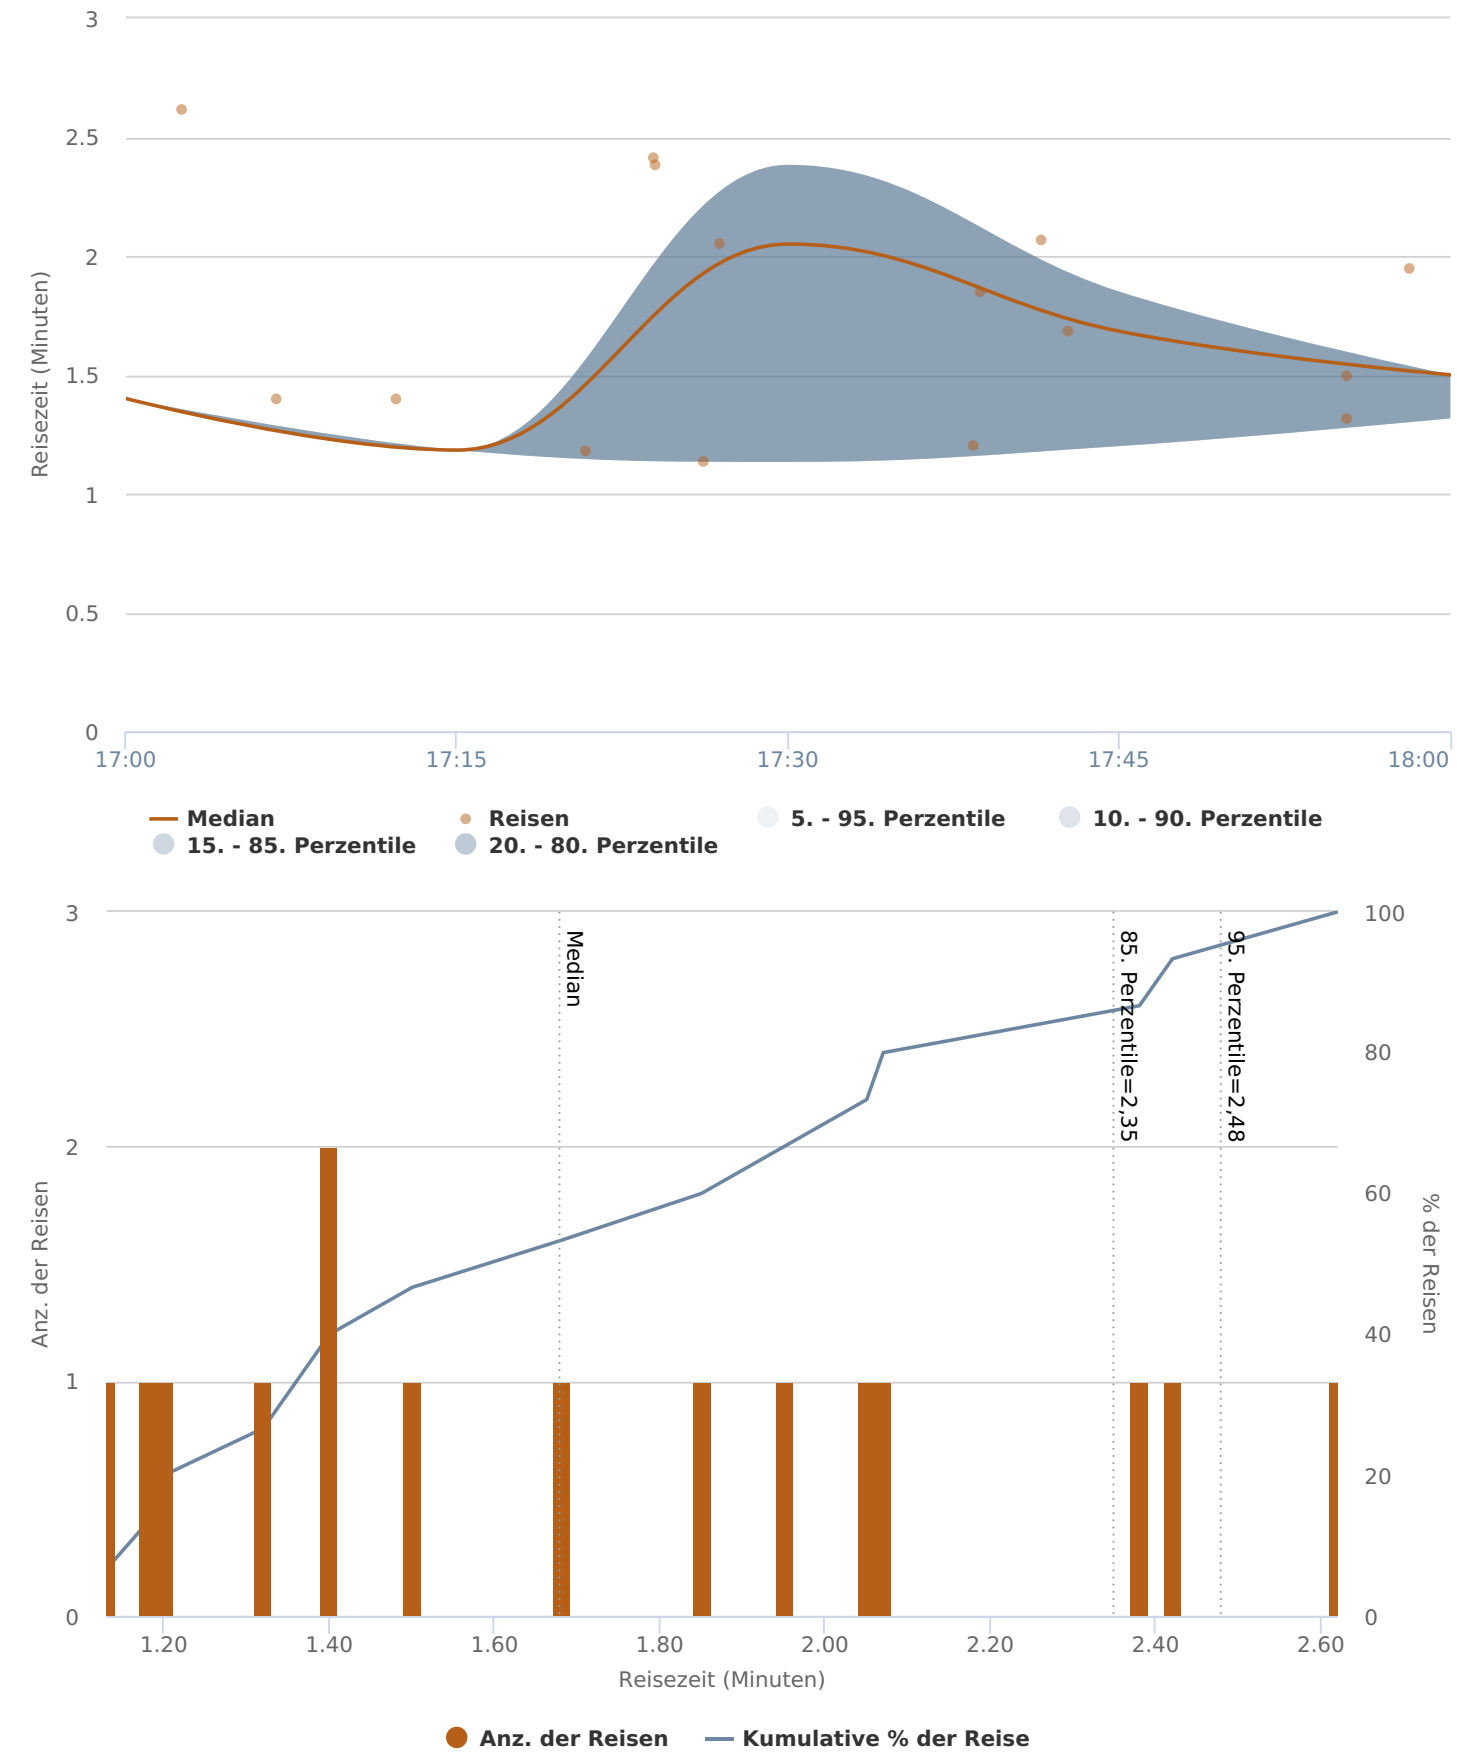 3
2.5
2
1.5
1
0.5
0
Reisezeit (Minuten)
17:00 17:15 17:30 17:45 18:00
Median Reisen 5. - 95. Perzentile 10. - 90. Perzentile
15. - 85. Perzentile 20. - 80. Perzentile
3
2
1
0
Anz. der Reisen
Median
85. Perzentile=2,35
95. Perzentile=2,48
100
80
60
40
20
0
% der Reisen
1.20 1.40 1.60 1.80 2.00 2.20 2.40 2.60
Reisezeit (Minuten)
Anz. der Reisen Kumulative % der Reise